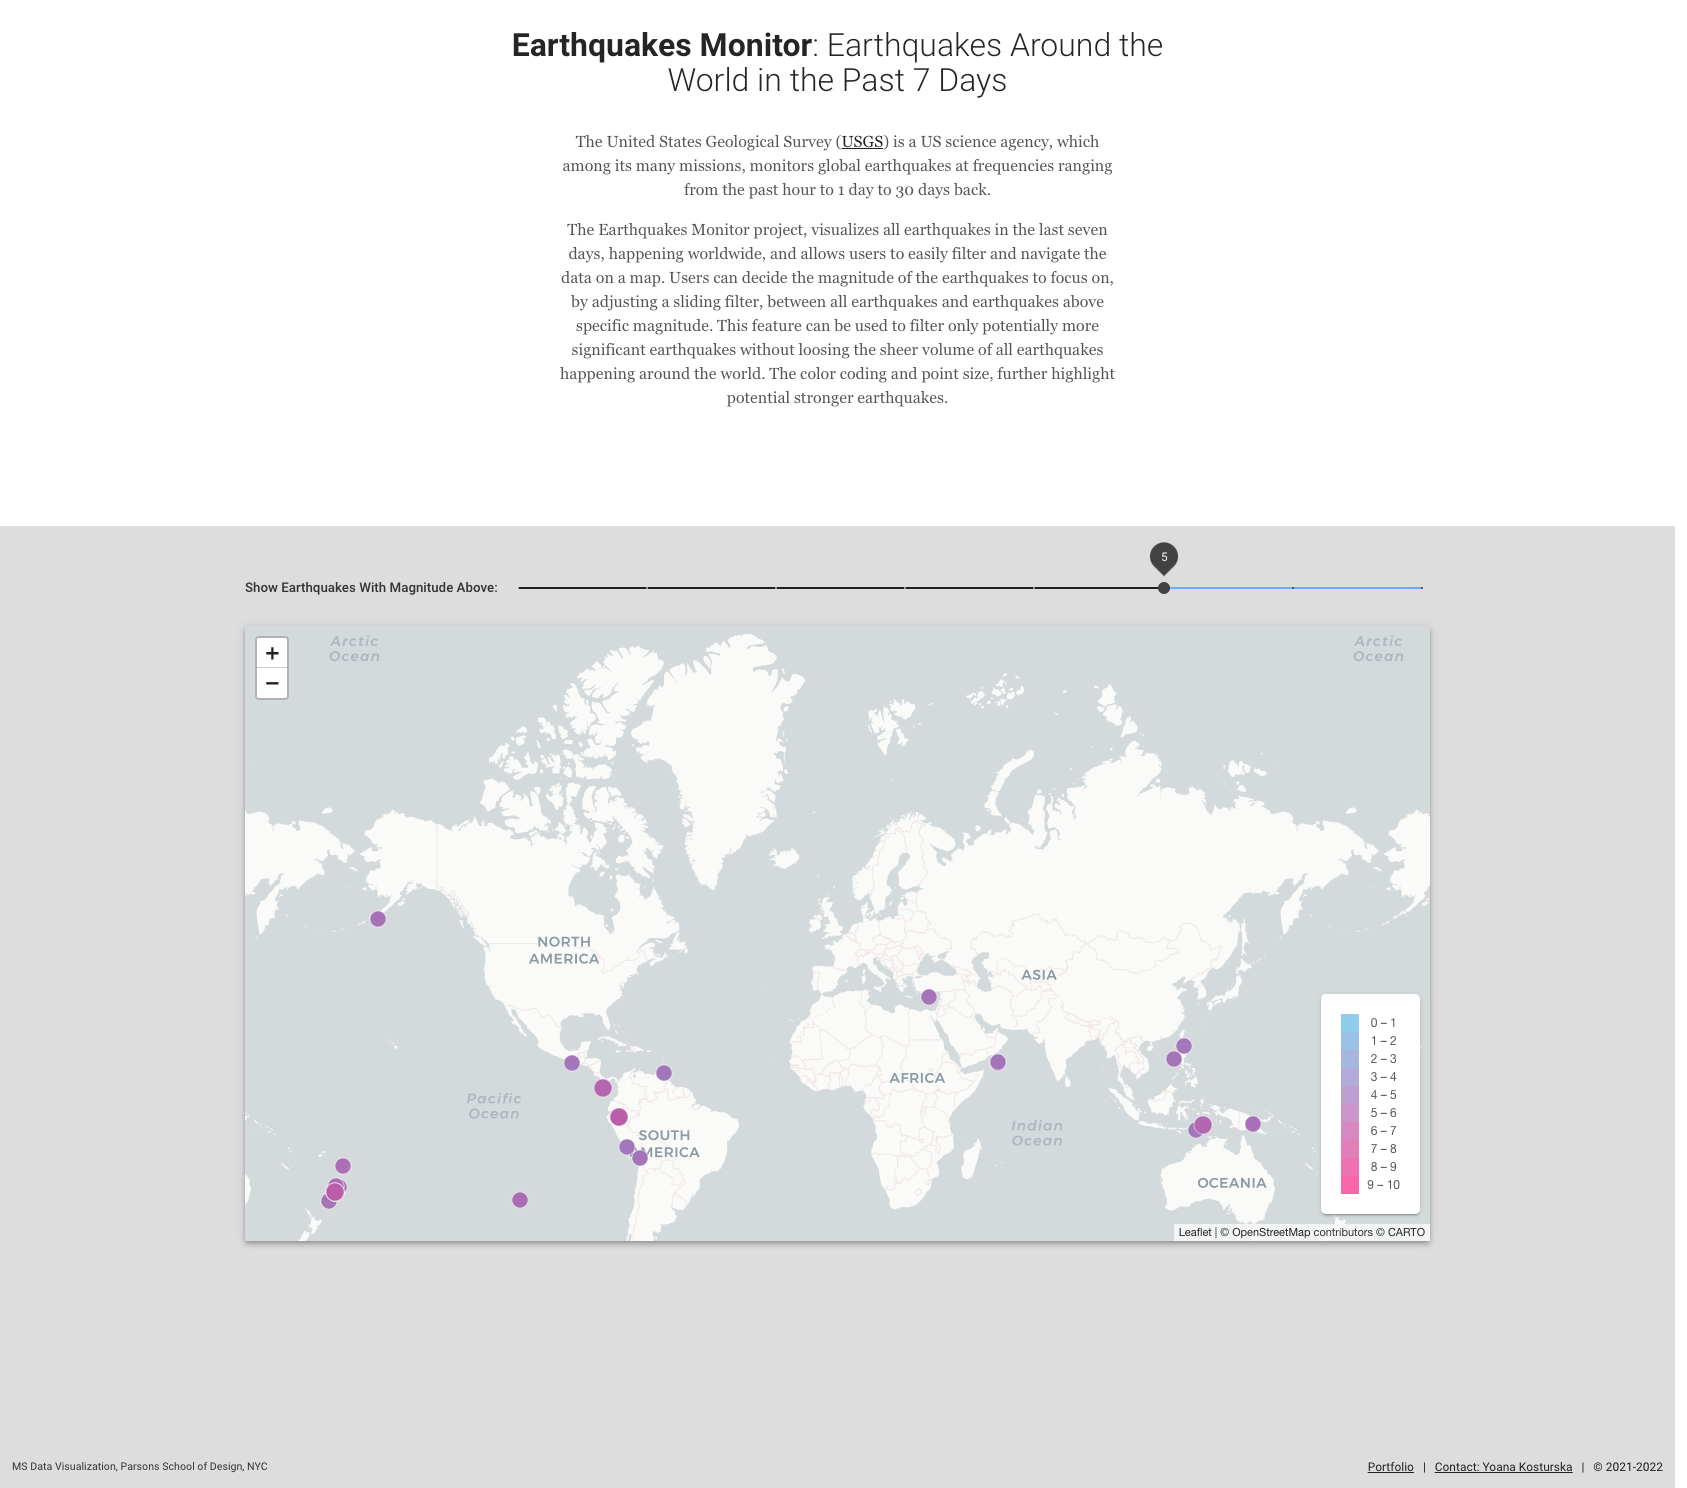 Earthquakes Monitor: Earthquakes Around the
World in the Past 7 Days
The United States Geological Survey (USGS) is a US science agency, which
among its many missions, monitors global earthquakes at frequencies ranging
from the past hour to 1 day to 30 days back.
The Earthquakes Monitor project, visualizes all earthquakes in the last seven
days, happening worldwide, and allows users to easily filter and navigate the
data on a map. Users can decide the magnitude of the earthquakes to focus on,
by adjusting a sliding filter, between all earthquakes and earthquakes above
specific magnitude. This feature can be used to filter only potentially more
significant earthquakes without loosing the sheer volume of all earthquakes
happening around the world. The color coding and point size, further highlight
potential stronger earthquakes.
5
Show Earthquakes With Magnitude Above:
+
−
Arctic
Ocean
Arctic
Ocean
NORTH
AMERICA
ASIA
AFRICA
Pacific
Ocean
Indian
Ocean
SOUTH
MERICA
OCEANIA
0 – 1
1 – 2
2 – 3
3 – 4
4 – 5
5 – 6
6 – 7
7 – 8
8 – 9
9 – 10
Leaflet | © OpenStreetMap contributors © CARTO
MS Data Visualization, Parsons School of Design, NYC
Portfolio | Contact: Yoana Kosturska | © 2021-2022